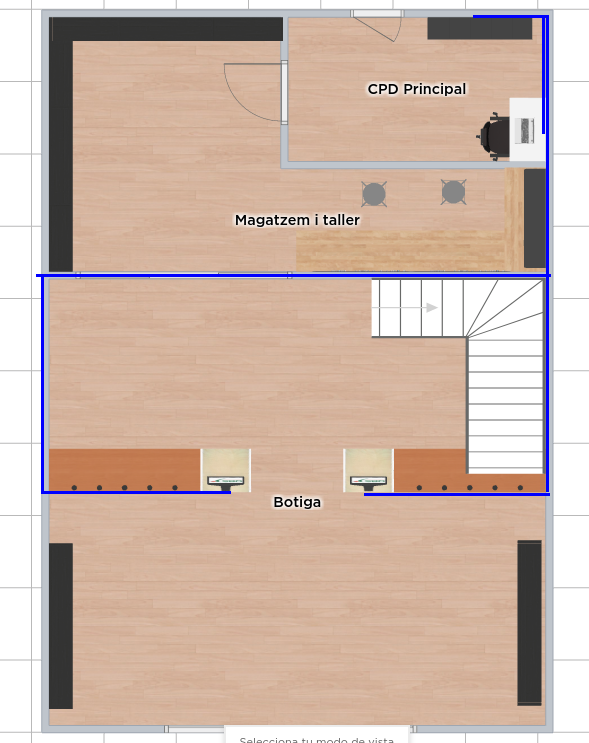 CPD Principal
Magatzem i taller
Botiga
Selecciona tu modo de vista